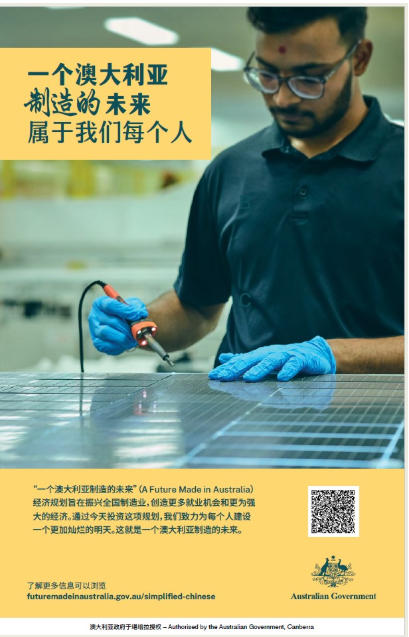 一个澳大利亚
制造的未来
属于我们每个人
“一个澳大利亚制造的未来”（A Future Made in Australia）
经济规划旨在振兴全国制造业，创造更多就业机会和更为强
大的经济。通过今天投资这项规划，我们致力为每个人建设
一个更加灿烂的明天。这就是一个澳大利亚制造的未来。
了解更多信息可以浏览
futuremadeinaustralia.gov.au/simplified-chinese
Australian Government
澳大利亚政府于堪培拉授权 – Authorised by the Australian Government, Canberra